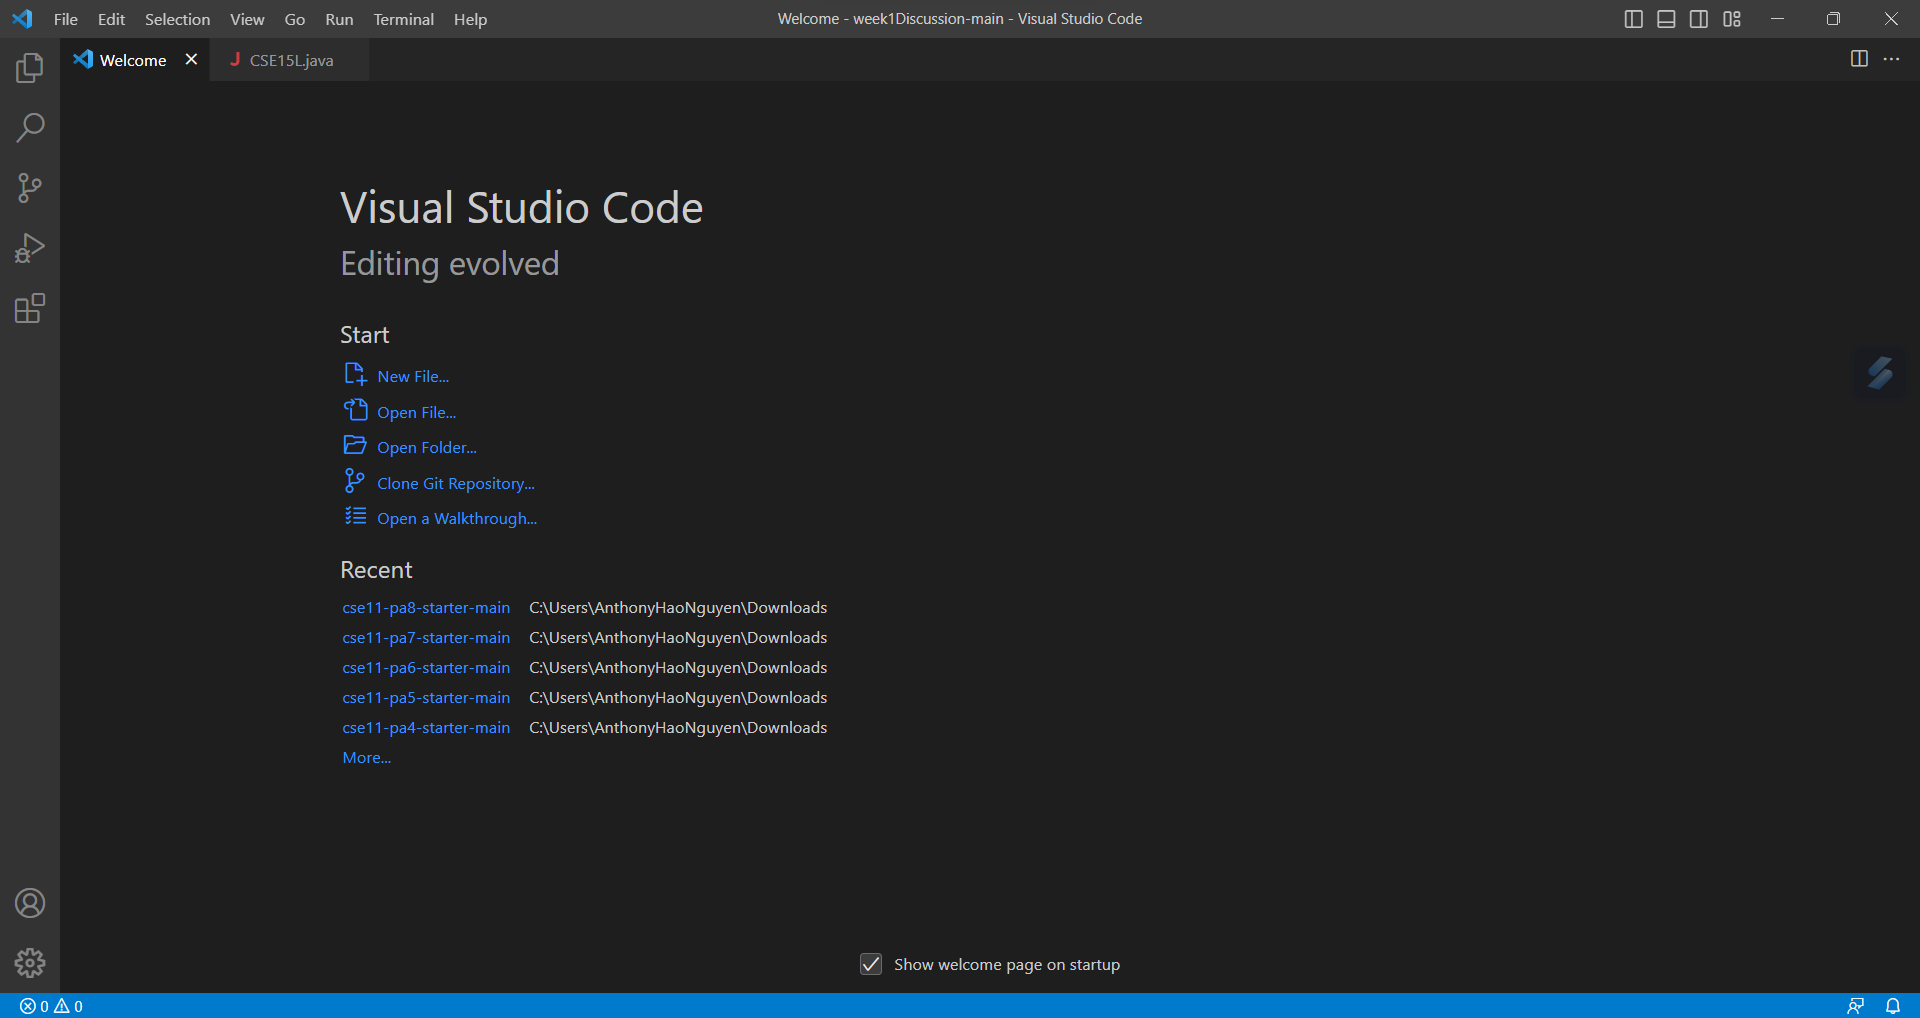 File Edit Selection View Go Run Terminal Help Welcome - week1Discussion-main - Visual Studio Code
Welcome CSE15L.java
Visual Studio Code
Editing evolved
Start
New File...
Open File...
Open Folder...
Clone Git Repository...
Open a Walkthrough...
Recent
cse11-pa8-starter-main C:\Users\AnthonyHaoNguyen\Downloads
cse11-pa7-starter-main C:\Users\AnthonyHaoNguyen\Downloads
cse11-pa6-starter-main C:\Users\AnthonyHaoNguyen\Downloads
cse11-pa5-starter-main C:\Users\AnthonyHaoNguyen\Downloads
cse11-pa4-starter-main C:\Users\AnthonyHaoNguyen\Downloads
More...
Show welcome page on startup
0 0